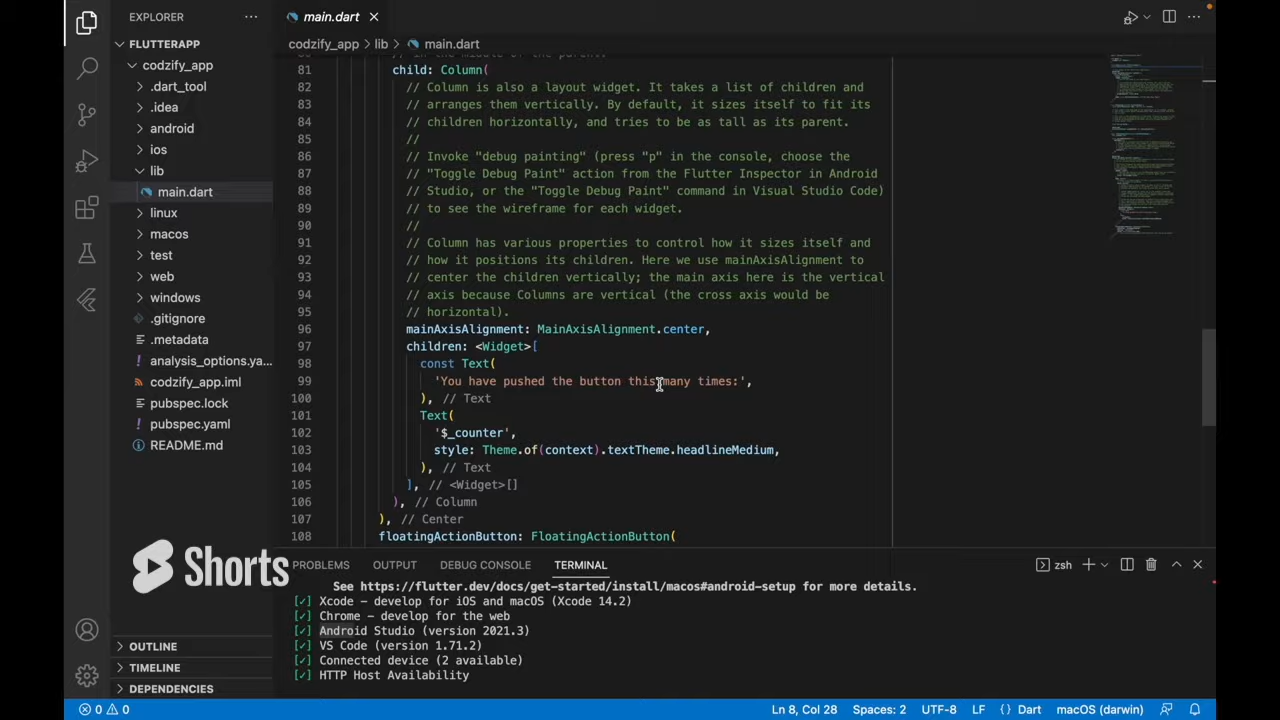 EXPLORER
FLUTTERAPP
codzify_app
.dart_tool
.idea
android
ios
lib
main.dart
linux
macos
test
web
windows
.gitignore
.metadata
analysis_options.ya...
codzify_app.iml
pubspec.lock
pubspec.yaml
README.md
OUTLINE
TIMELINE
DEPENDENCIES
main.dart
codzify_app > lib > main.dart
// in the middle of the parent.
81 child: Column(
82 // Column is also a layout widget. It takes a list of children and
83 // arranges them vertically. By default, it sizes itself to fit its
84 // children horizontally, and tries to be as tall as its parent.
85 //
86 // Invoke "debug painting" (press "p" in the console, choose the
87 // "Toggle Debug Paint" action from the Flutter Inspector in Android
88 // Studio, or the "Toggle Debug Paint" command in Visual Studio Code)
89 // to see the wireframe for each widget.
90 //
91 // Column has various properties to control how it sizes itself and
92 // how it positions its children. Here we use mainAxisAlignment to
93 // center the children vertically; the main axis here is the vertical
94 // axis because Columns are vertical (the cross axis would be
95 // horizontal).
96 mainAxisAlignment: MainAxisAlignment.center,
97 children: <Widget>[
98 const Text(
99 'You have pushed the button this many times:',
100 ), // Text
101 Text(
102 '$_counter',
103 style: Theme.of(context).textTheme.headlineMedium,
104 ), // Text
105 ], // <Widget>[]
106 ), // Column
107 ), // Center
108 floatingActionButton: FloatingActionButton(
Shorts
PROBLEMS OUTPUT DEBUG CONSOLE TERMINAL
zsh
See https://flutter.dev/docs/get-started/install/macos#android-setup for more details.
[✓] Xcode – develop for iOS and macOS (Xcode 14.2)
[✓] Chrome – develop for the web
[✓] Android Studio (version 2021.3)
[✓] VS Code (version 1.71.2)
[✓] Connected device (2 available)
[✓] HTTP Host Availability
0 0
Ln 8, Col 28 Spaces: 2 UTF-8 LF {} Dart macOS (darwin)